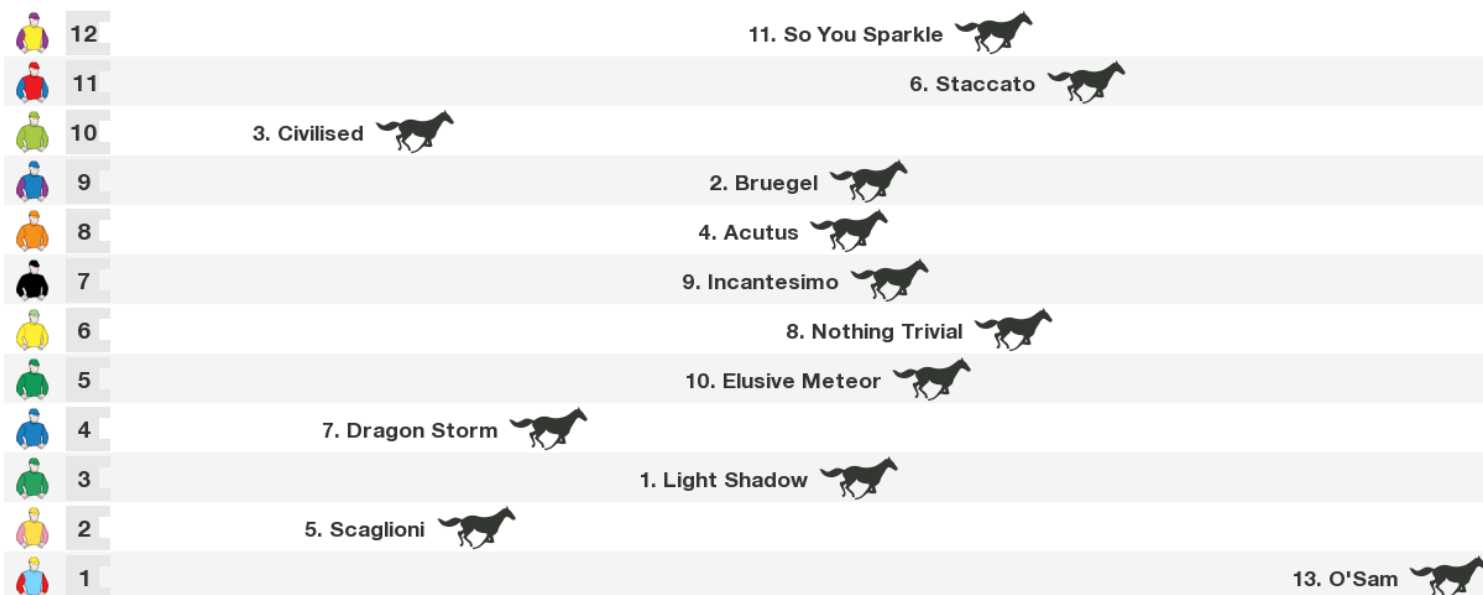 12 11. So You Sparkle
11 6. Staccato
10 3. Civilised
9 2. Bruegel
8 4. Acutus
7 9. Incantesimo
6 8. Nothing Trivial
5 10. Elusive Meteor
4 7. Dragon Storm
3 1. Light Shadow
2 5. Scaglioni
1 13. O'Sam